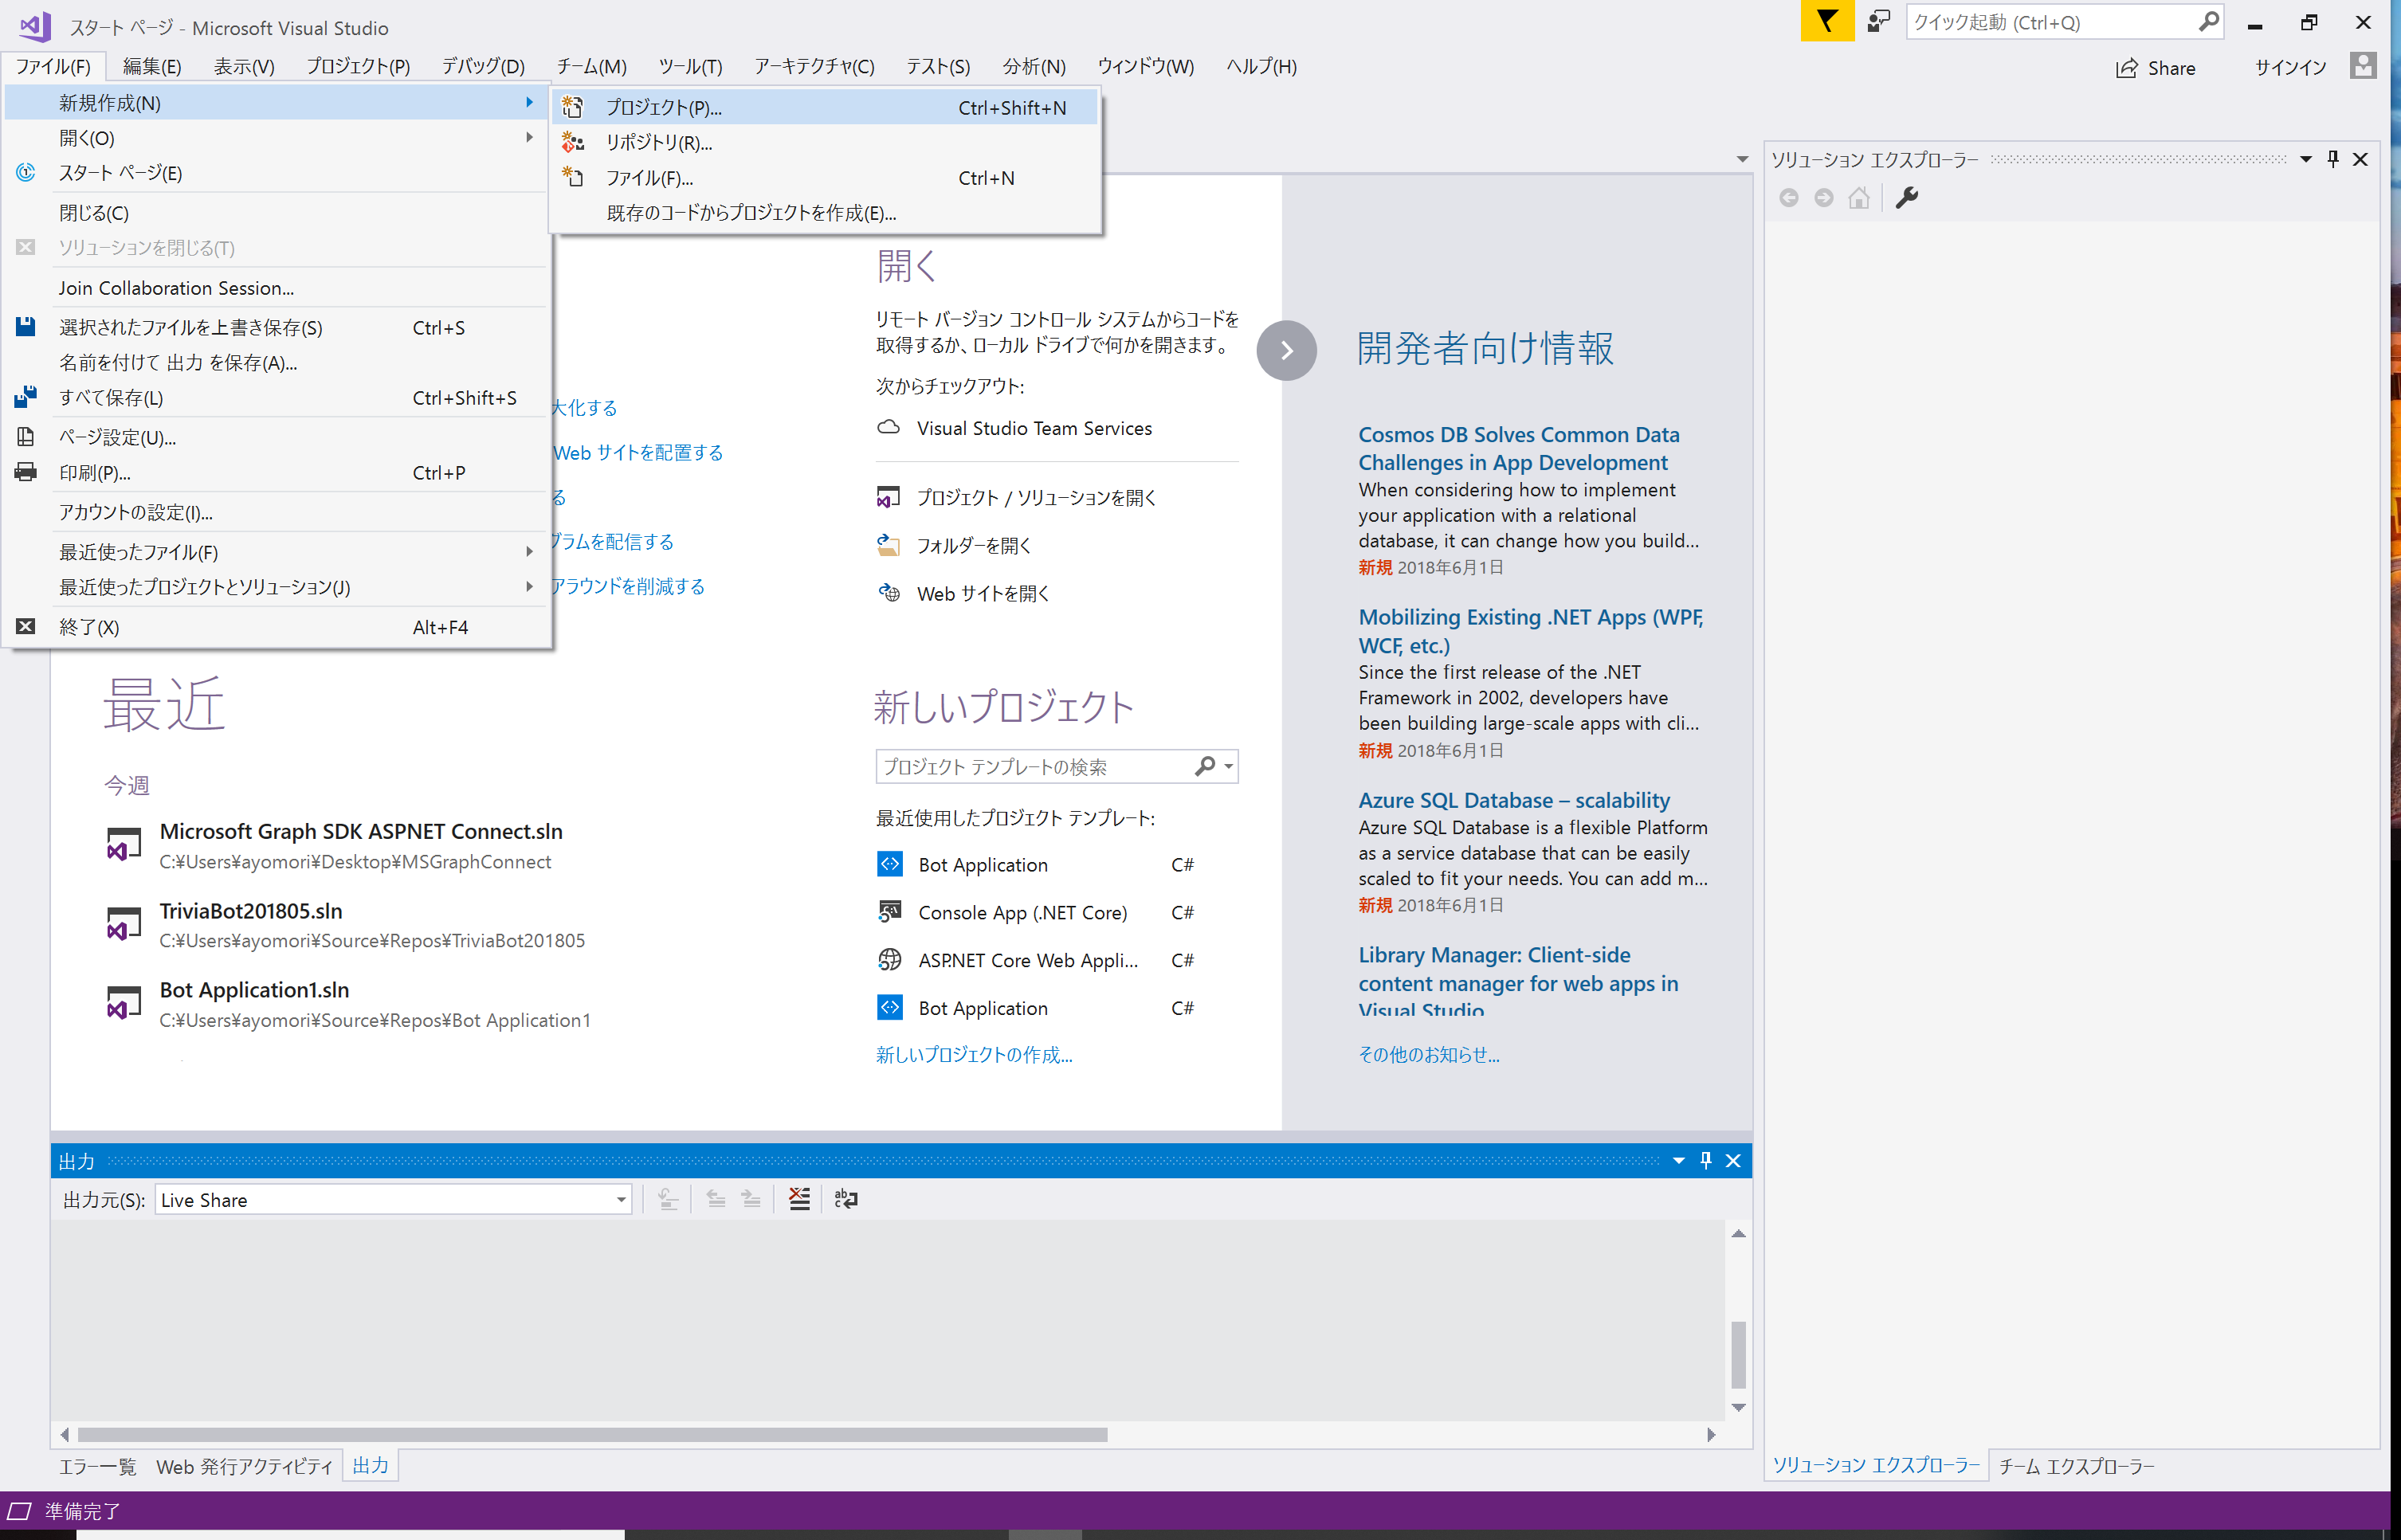 スタート ページ - Microsoft Visual Studio
クイック起動 (Ctrl+Q)
ファイル(F) 編集(E) 表示(V) プロジェクト(P) デバッグ(D) チーム(M) ツール(T) アーキテクチャ(C) テスト(S) 分析(N) ウィンドウ(W) ヘルプ(H)
Share サインイン
新規作成(N)
開く(O)
スタート ページ(E)
閉じる(C)
ソリューションを閉じる(T)
Join Collaboration Session...
選択されたファイルを上書き保存(S) Ctrl+S
名前を付けて 出力 を保存(A)...
すべて保存(L) Ctrl+Shift+S
ページ設定(U)...
印刷(P)... Ctrl+P
アカウントの設定(I)...
最近使ったファイル(F)
最近使ったプロジェクトとソリューション(J)
終了(X) Alt+F4
プロジェクト(P)... Ctrl+Shift+N
リポジトリ(R)...
ファイル(F)... Ctrl+N
既存のコードからプロジェクトを作成(E)...
大化する
Web サイトを配置する
る
グラムを配信する
アラウンドを削減する
最近
今週
Microsoft Graph SDK ASPNET Connect.sln
C:¥Users¥ayomori¥Desktop¥MSGraphConnect
TriviaBot201805.sln
C:¥Users¥ayomori¥Source¥Repos¥TriviaBot201805
Bot Application1.sln
C:¥Users¥ayomori¥Source¥Repos¥Bot Application1
開く
リモート バージョン コントロール システムからコードを
取得するか、ローカル ドライブで何かを開きます。
次からチェックアウト:
Visual Studio Team Services
プロジェクト / ソリューションを開く
フォルダーを開く
Web サイトを開く
新しいプロジェクト
プロジェクト テンプレートの検索
最近使用したプロジェクト テンプレート:
Bot Application C#
Console App (.NET Core) C#
ASP.NET Core Web Appli... C#
Bot Application C#
新しいプロジェクトの作成...
開発者向け情報
Cosmos DB Solves Common Data
Challenges in App Development
When considering how to implement
your application with a relational
database, it can change how you build...
新規 2018年6月1日
Mobilizing Existing .NET Apps (WPF,
WCF, etc.)
Since the first release of the .NET
Framework in 2002, developers have
been building large-scale apps with cli...
新規 2018年6月1日
Azure SQL Database – scalability
Azure SQL Database is a flexible Platform
as a service database that can be easily
scaled to fit your needs. You can add m...
新規 2018年6月1日
Library Manager: Client-side
content manager for web apps in
Visual Studio
その他のお知らせ...
ソリューション エクスプローラー
出力
出力元(S): Live Share
エラー一覧 Web 発行アクティビティ 出力
ソリューション エクスプローラー チーム エクスプローラー
準備完了